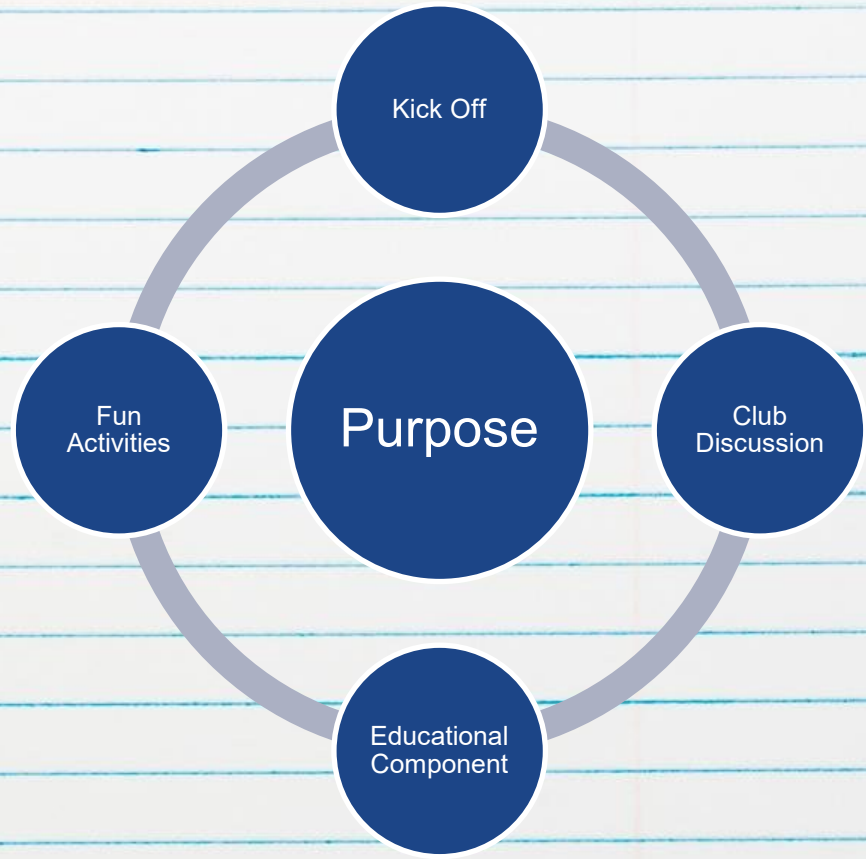 Kick Off
Fun
Activities
Purpose
Club
Discussion
Educational
Component